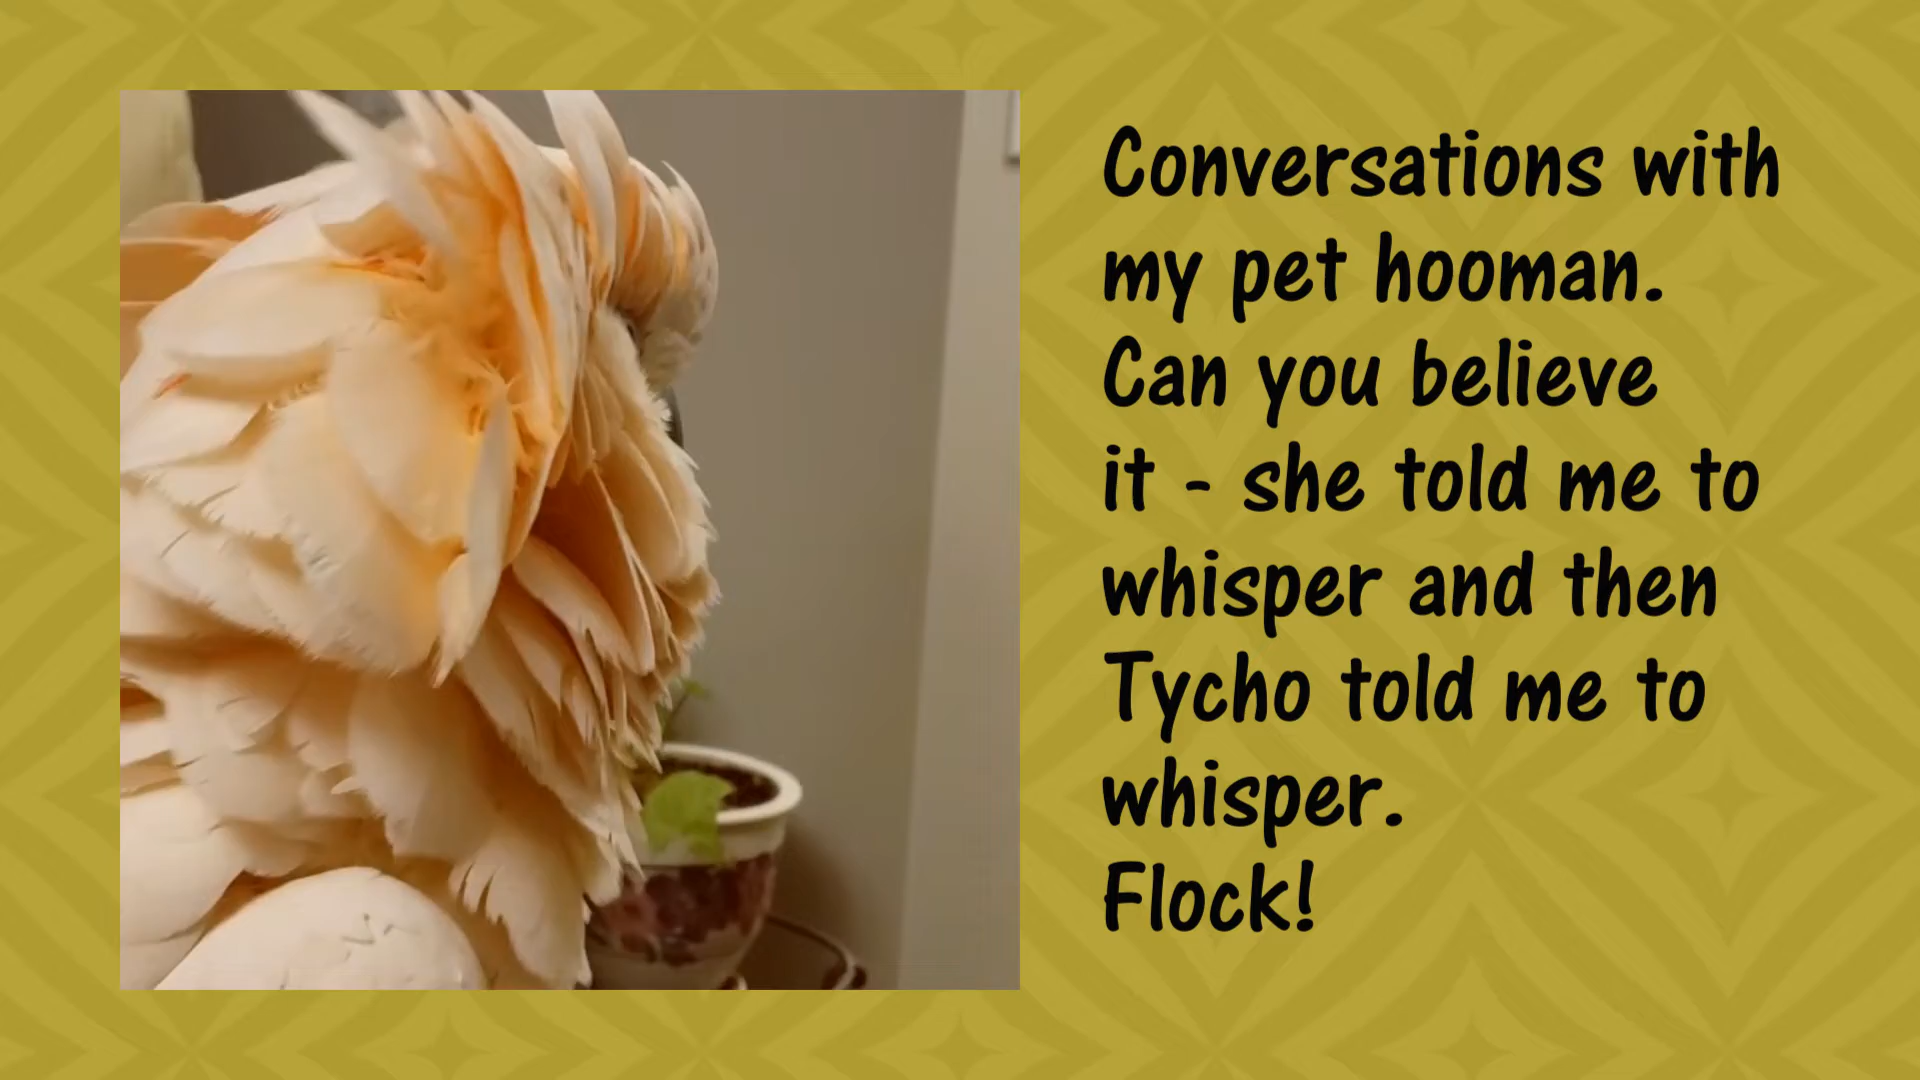 Conversations with
my pet hooman.
Can you believe
it - she told me to
whisper and then
Tycho told me to
whisper.
Flock!